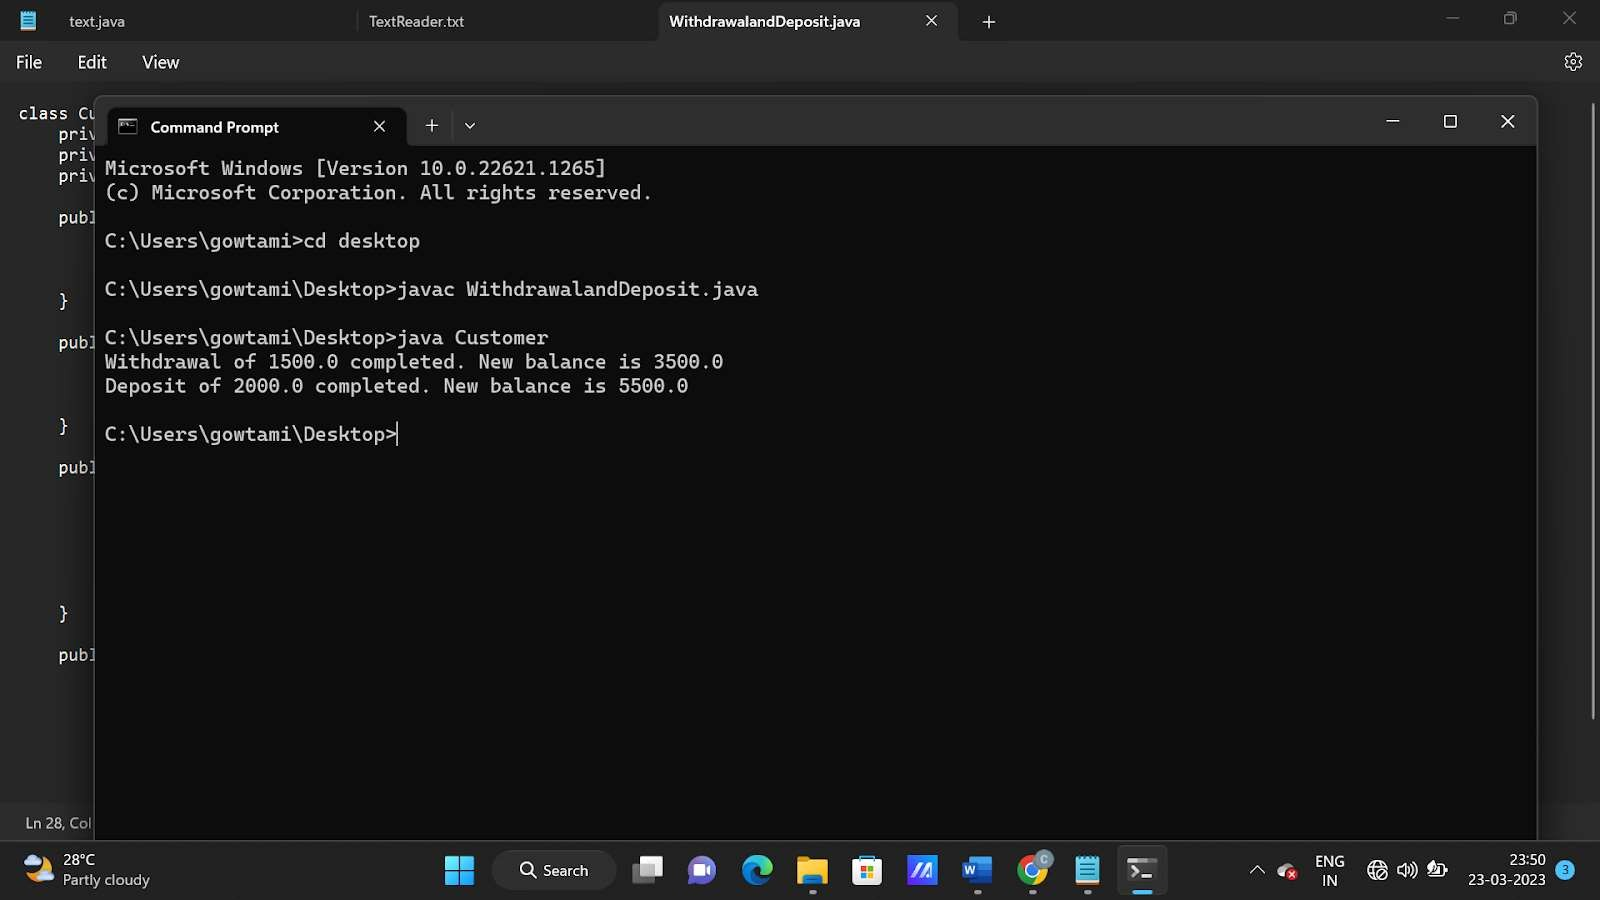 text.java
TextReader.txt
WithdrawalandDeposit.java
File
Edit
View
class Cu
priv
priv
priv
publ
}
publ
}
publ
}
publ
Ln 28, Col
Command Prompt
Microsoft Windows [Version 10.0.22621.1265]
(c) Microsoft Corporation. All rights reserved.
C:\Users\gowtami>cd desktop
C:\Users\gowtami\Desktop>javac WithdrawalandDeposit.java
C:\Users\gowtami\Desktop>java Customer
Withdrawal of 1500.0 completed. New balance is 3500.0
Deposit of 2000.0 completed. New balance is 5500.0
C:\Users\gowtami\Desktop>
28°C
Partly cloudy
Search
C
ENG
IN
23:50
23-03-2023
3